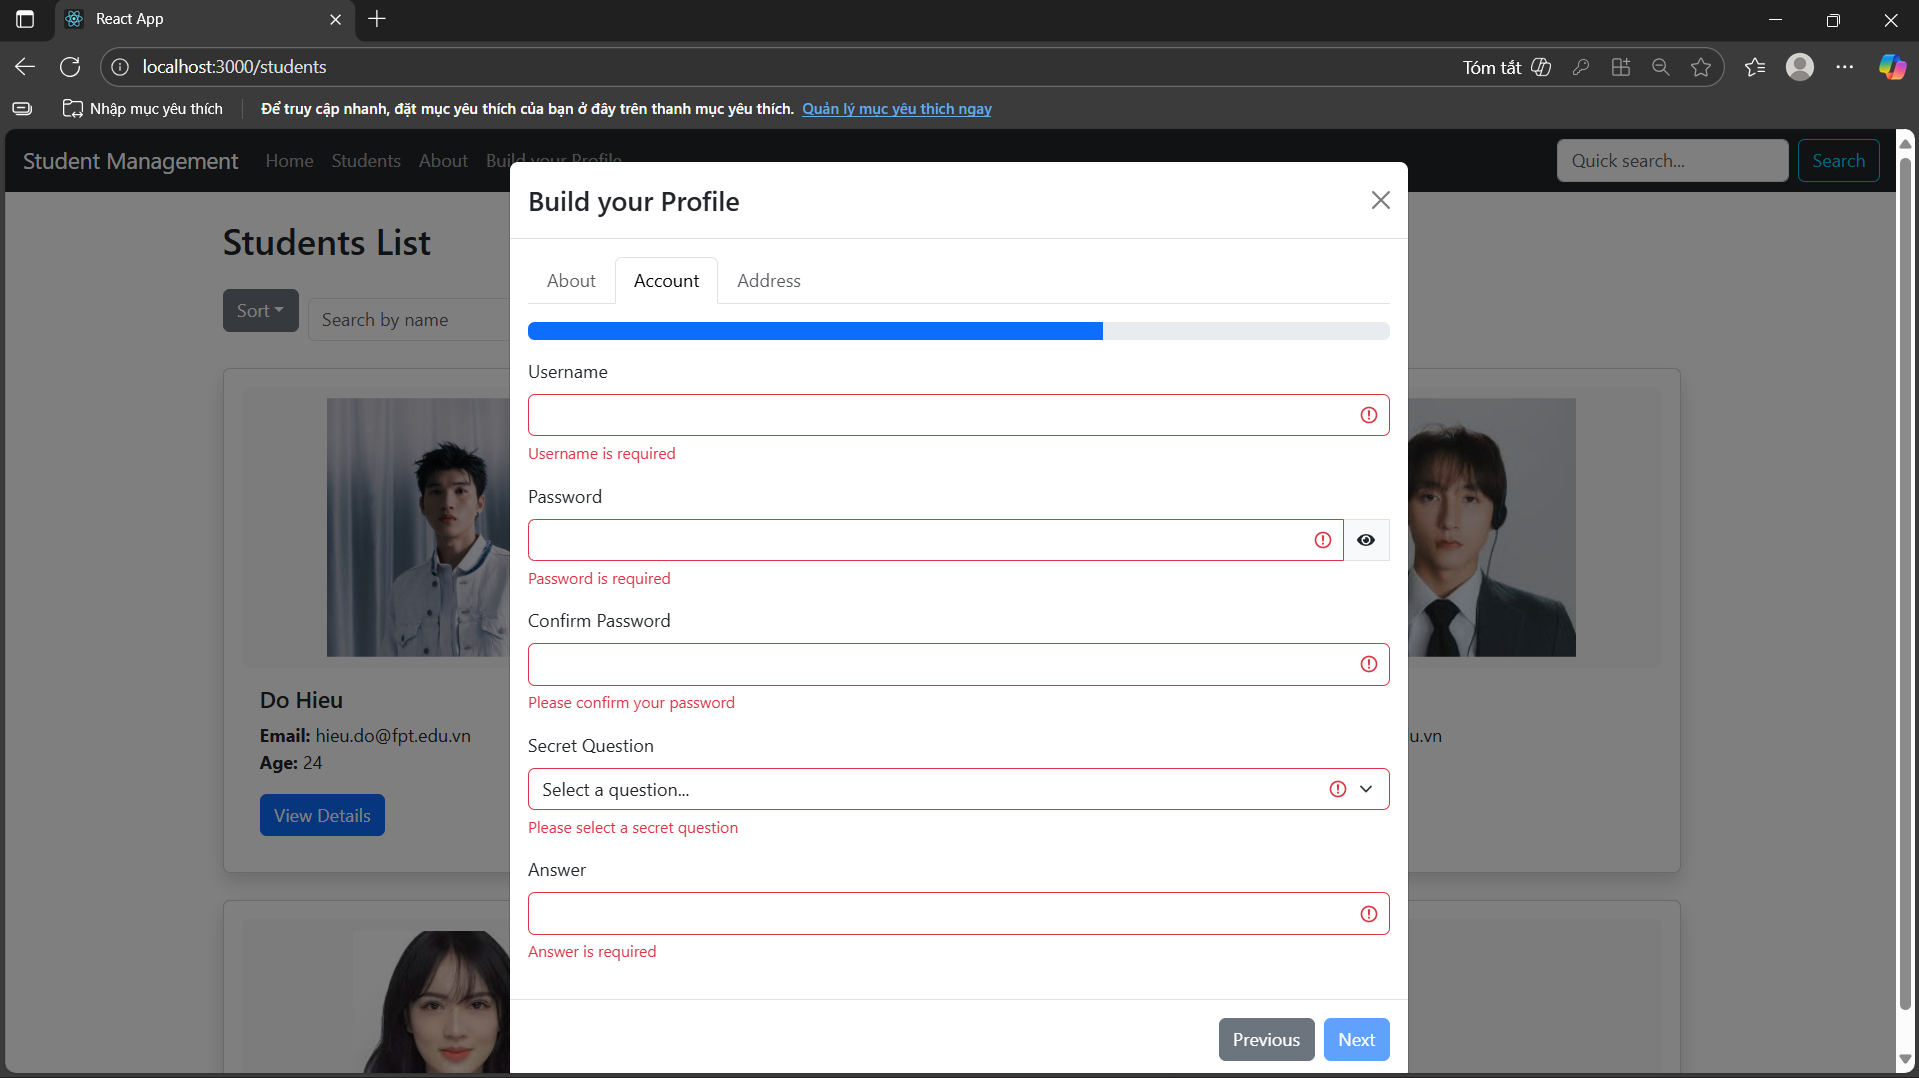 React App
localhost:3000/students
Tóm tắt
Nhập mục yêu thích
Để truy cập nhanh, đặt mục yêu thích của bạn ở đây trên thanh mục yêu thích. Quản lý mục yêu thích ngay
Student Management Home Students About Build your Profile
Quick search... Search
Build your Profile
Students List
About Account Address
Sort
Search by name
Username
Username is required
Password
Password is required
Confirm Password
Please confirm your password
Do Hieu
Email: hieu.do@fpt.edu.vn
Age: 24
View Details
u.vn
Secret Question
Select a question...
Please select a secret question
Answer
Answer is required
Previous Next